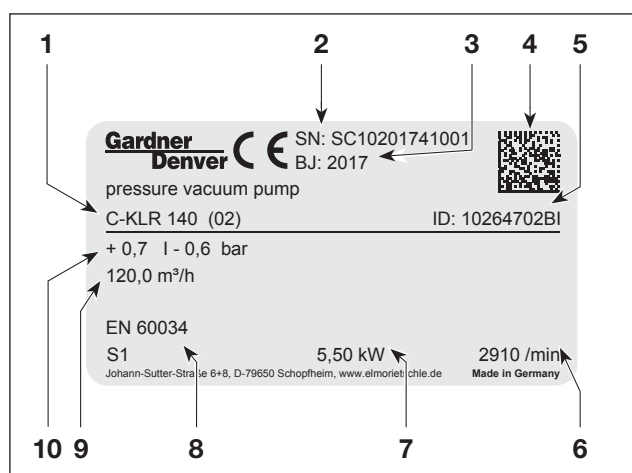 1 2 3 4 5
Gardner
Denver CE
SN: SC10201741001
BJ: 2017
pressure vacuum pump
C-KLR 140 (02) ID: 10264702BI
+ 0,7 I - 0,6 bar
120,0 m³/h
EN 60034
S1 5,50 kW 2910 /min
Johann-Sutter-Straße 6+8, D-79650 Schopfheim, www.elmorietschle.de Made in Germany
10 9 8 7 6